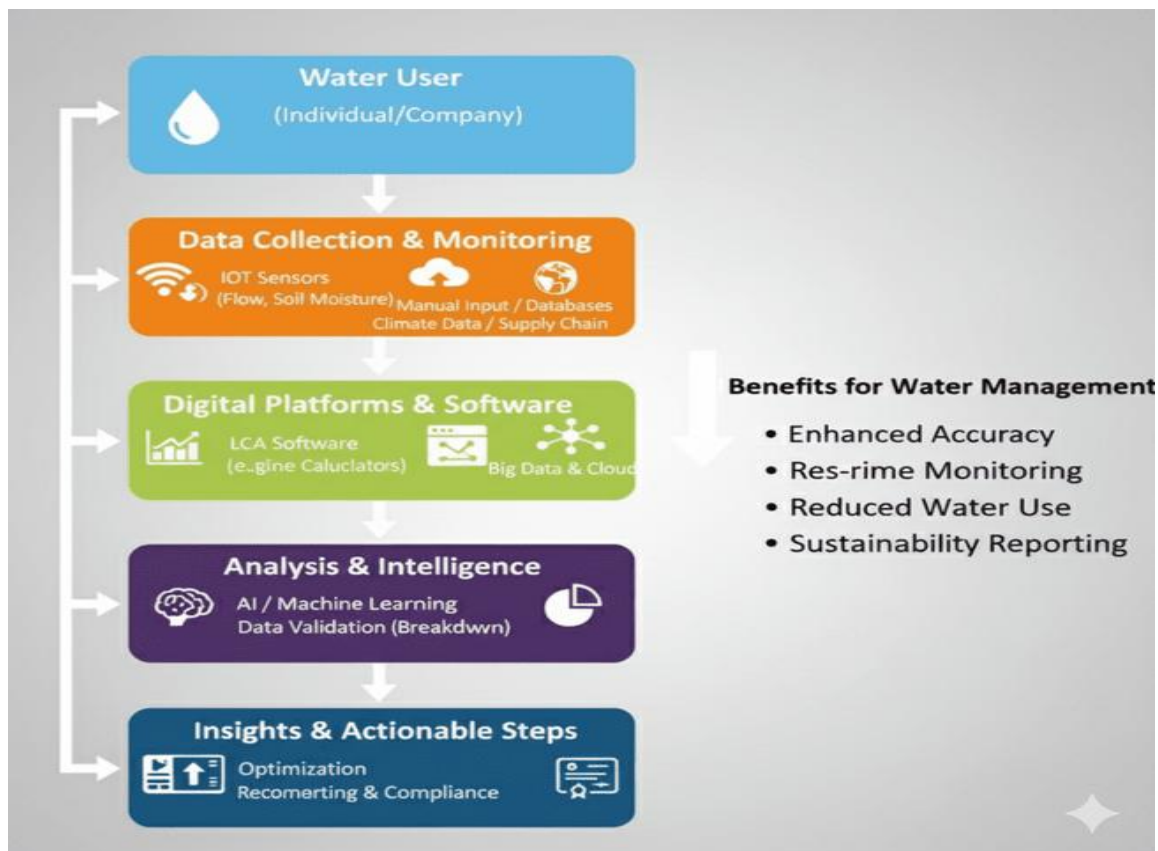 Water User
(Individual/Company)
Data Collection & Monitoring
IOT Sensors
(Flow, Soil Moisture)
Manual Input / Databases
Climate Data / Supply Chain
Digital Platforms & Software
LCA Software
(e..gine Caluclators)
Big Data & Cloud
Analysis & Intelligence
AI / Machine Learning
Data Validation (Breakdwvn)
Insights & Actionable Steps
Optimization
Recomerting & Compliance
Benefits for Water Management
• Enhanced Accuracy
• Res-rime Monitoring
• Reduced Water Use
• Sustainability Reporting